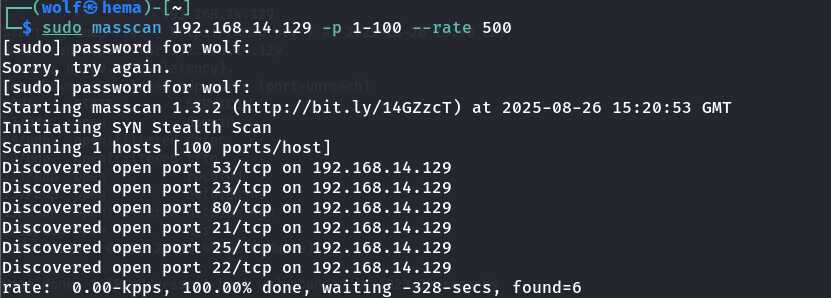 (wolf㉿hema)-[~]
$ sudo masscan 192.168.14.129 -p 1-100 --rate 500
[sudo] password for wolf:
Sorry, try again.
[sudo] password for wolf:
Starting masscan 1.3.2 (http://bit.ly/14GZzcT) at 2025-08-26 15:20:53 GMT
Initiating SYN Stealth Scan
Scanning 1 hosts [100 ports/host]
Discovered open port 53/tcp on 192.168.14.129
Discovered open port 23/tcp on 192.168.14.129
Discovered open port 80/tcp on 192.168.14.129
Discovered open port 21/tcp on 192.168.14.129
Discovered open port 25/tcp on 192.168.14.129
Discovered open port 22/tcp on 192.168.14.129
rate:  0.00-kpps, 100.00% done, waiting -328-secs, found=6